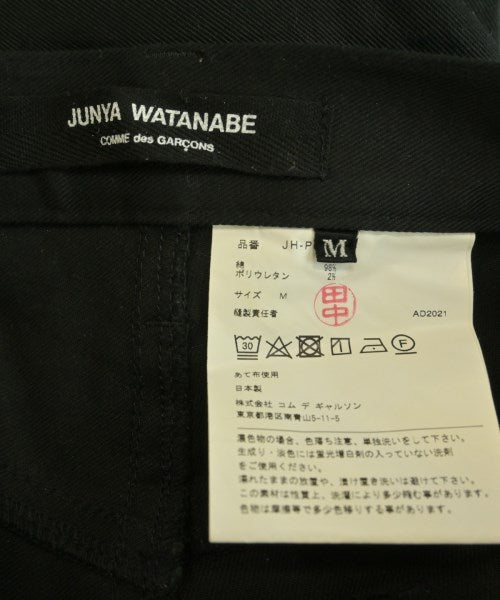 JUNYA WATANABE
COMME des GARÇONS
品番 JH-P
M
綿 98%
ポリウレタン 2%
サイズ M
田中
縫製責任者 AD2021
30
F
あて布使用
日本製
株式会社 コム デ ギャルソン
東京都港区南青山5-11-5
濃色物の場合、色落ち注意、単独洗いをして下さい。
生成り・淡色には蛍光増白剤の入っていない洗剤
をご使用ください。
濡れたままの放置や、漬け置き洗いは避けて下さい。
この素材は性質上、洗濯により多少縮む事があります。
色物は摩擦等で多少色移りする事があります。